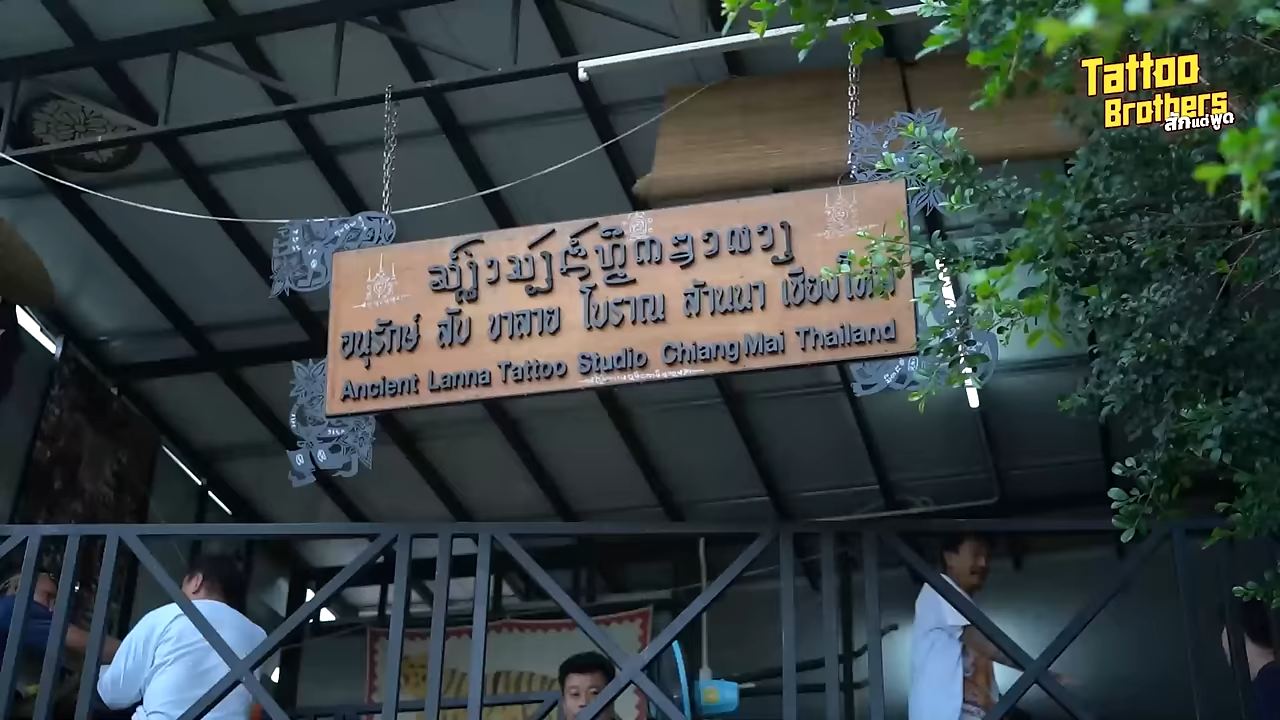 อนุรักษ์ สับ ขาลาย โบราณ ล้านนา เชียงใหม่
Ancient Lanna Tattoo Studio Chiang Mai Thailand
Tattoo
Brothers
สักแต่พูด